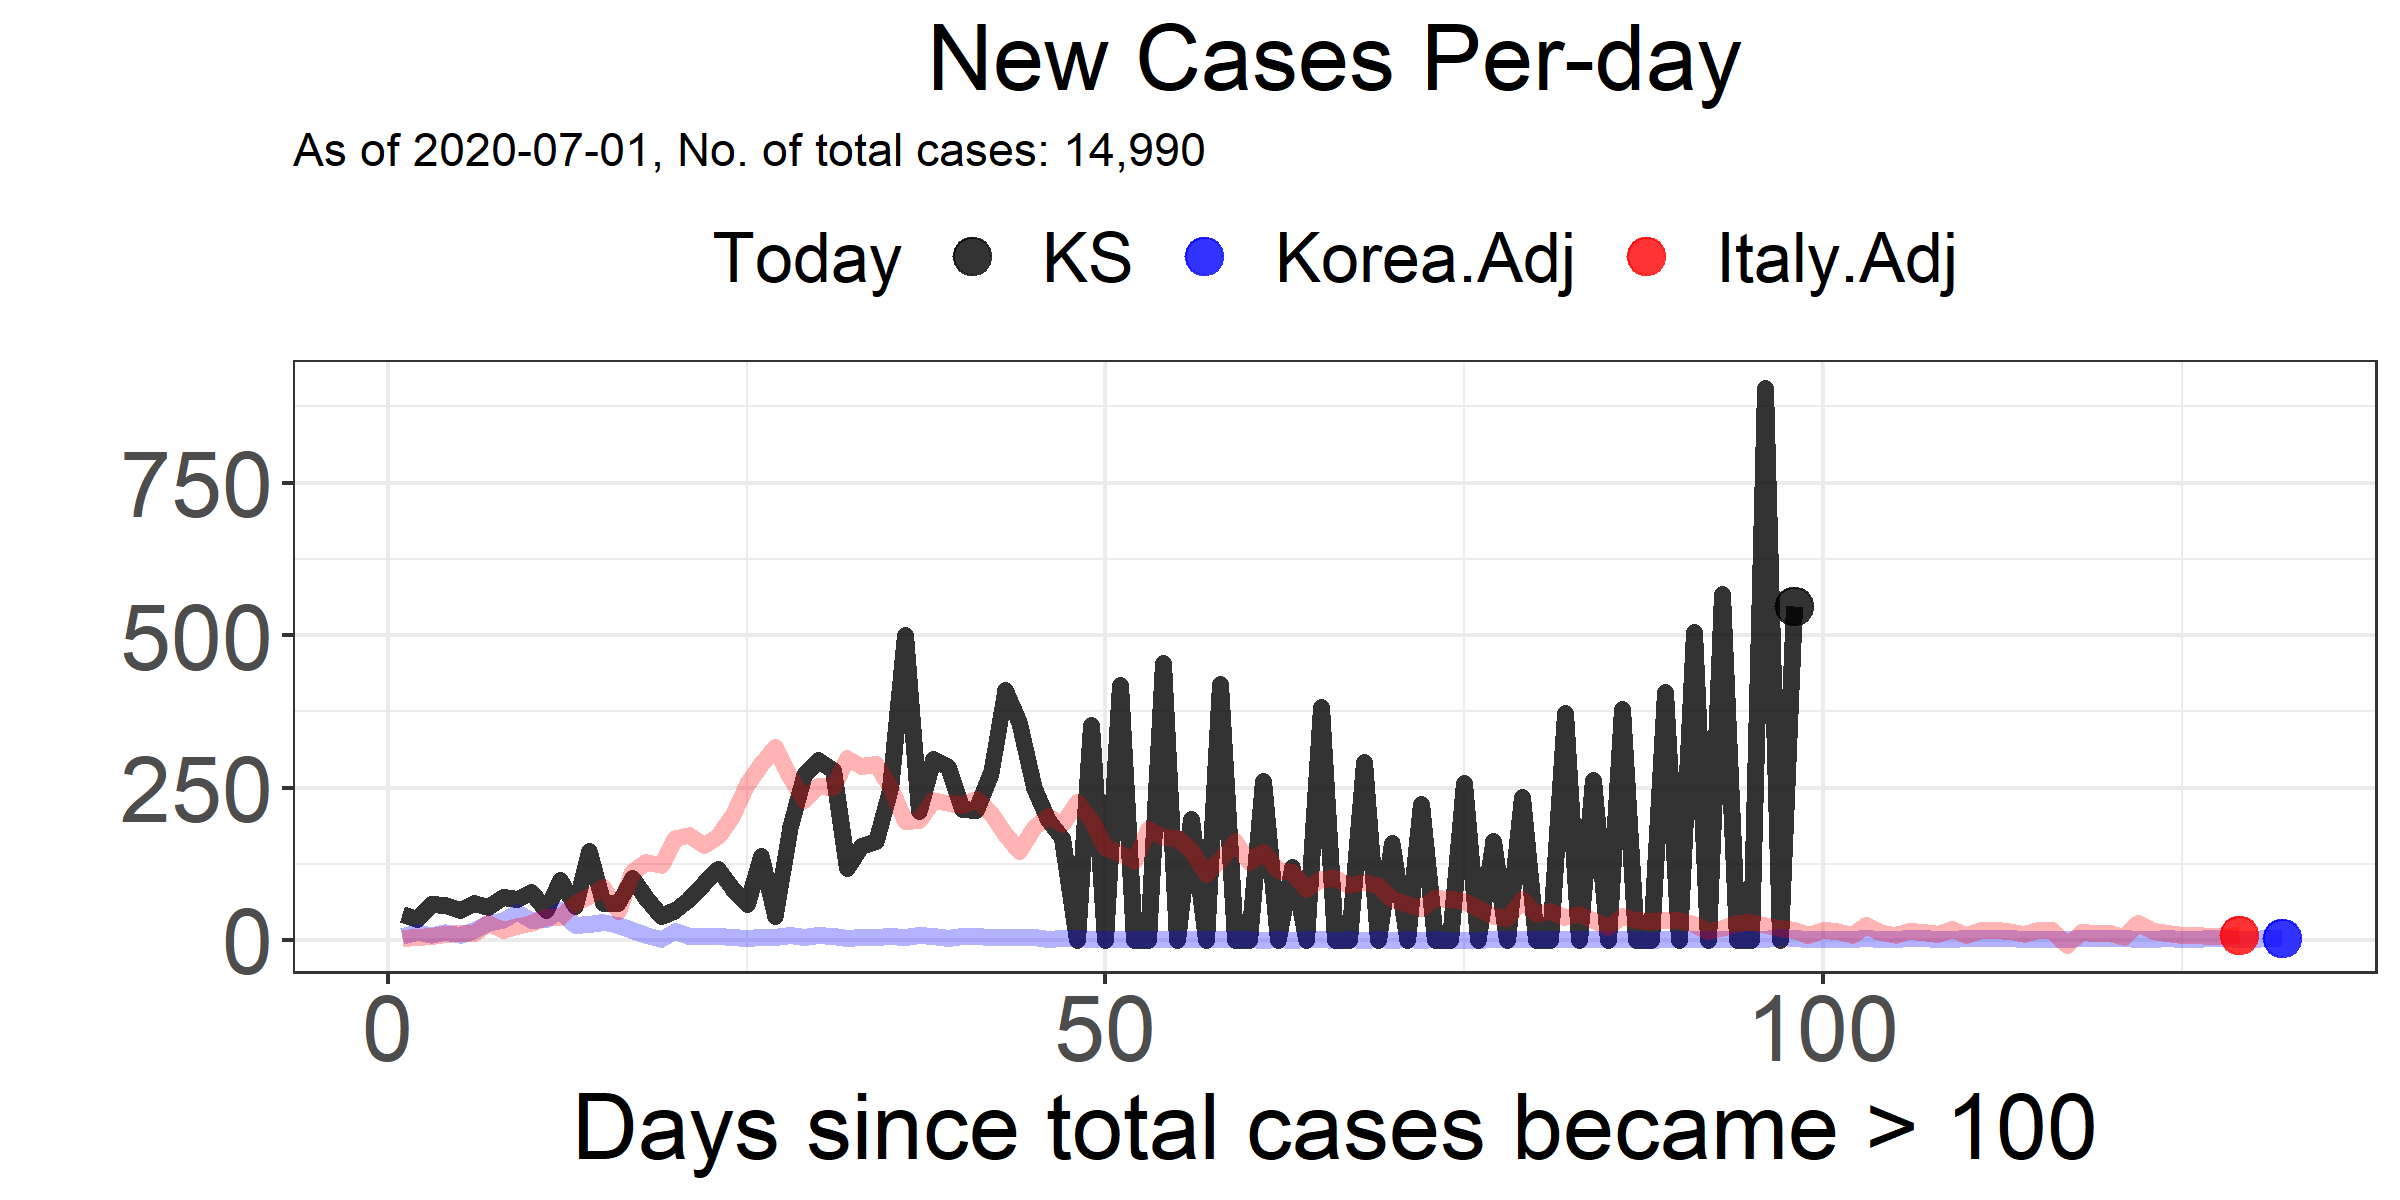 New Cases Per-day
As of 2020-07-01, No. of total cases: 14,990
Today KS Korea.Adj Italy.Adj
750
500
250
0
0 50 100
Days since total cases became > 100